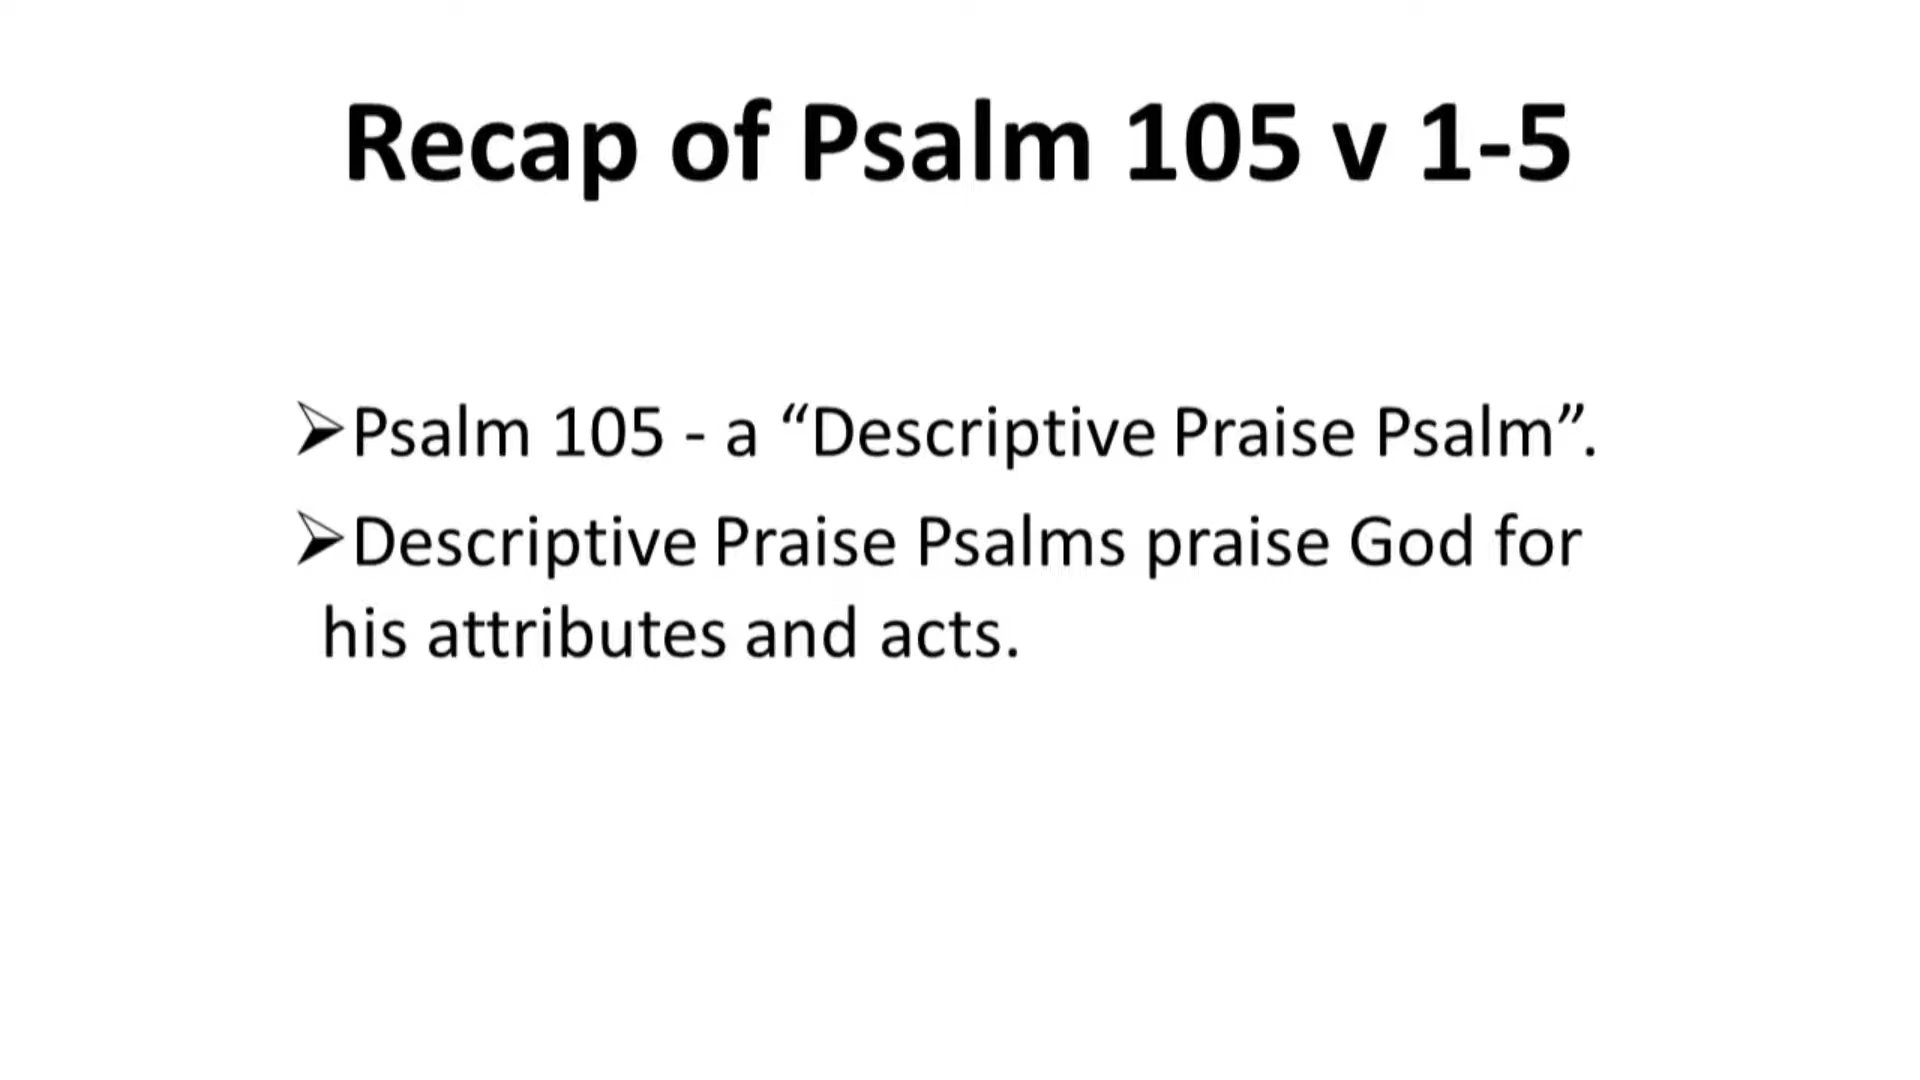 Recap of Psalm 105 v 1-5
➢Psalm 105 - a “Descriptive Praise Psalm”.
➢Descriptive Praise Psalms praise God for
his attributes and acts.